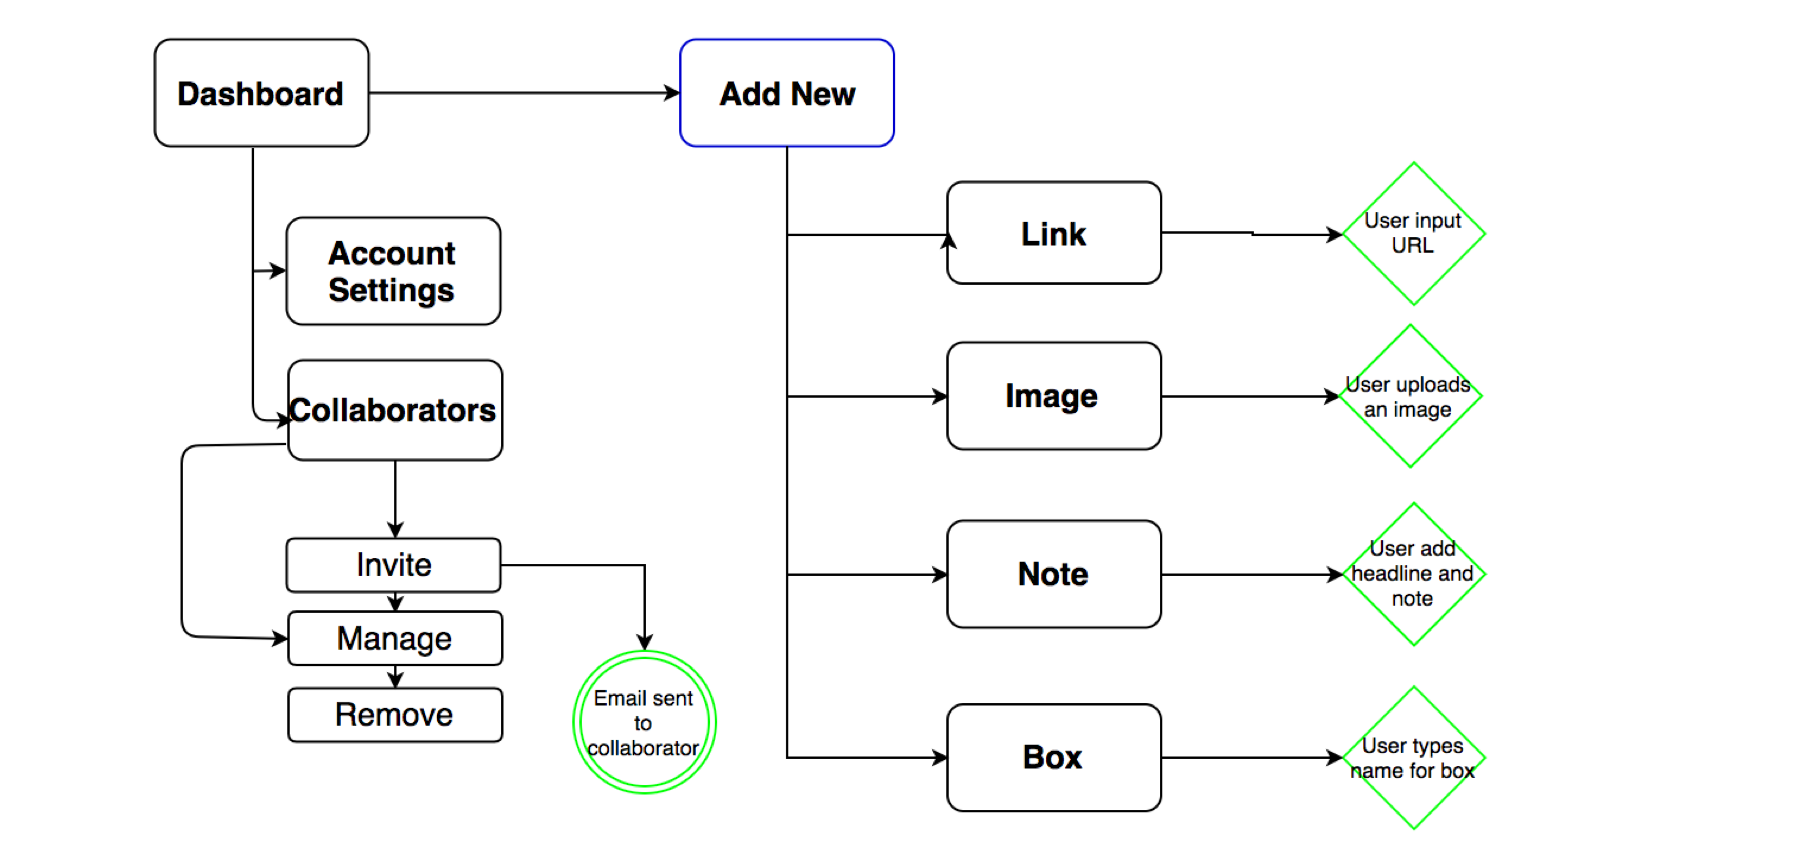 Dashboard
Add New
Account
Settings
Collaborators
Invite
Manage
Remove
Email sent
to
collaborator
Link
User input
URL
Image
User uploads
an image
Note
User add
headline and
note
Box
User types
name for box